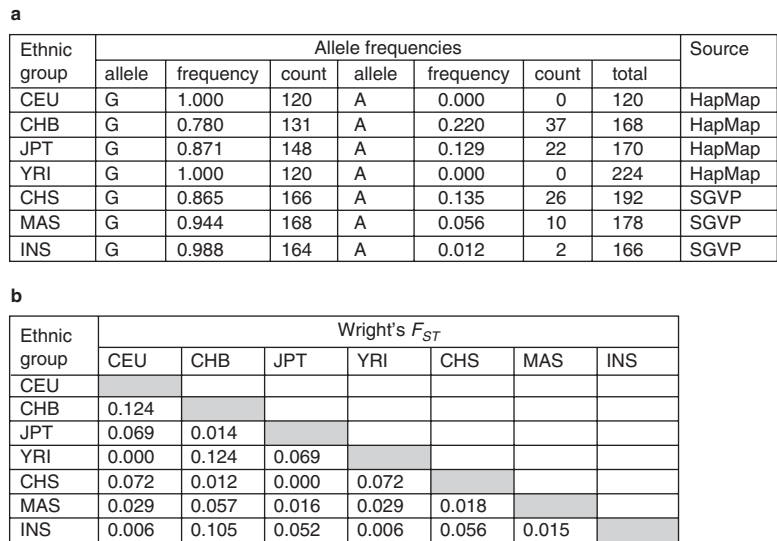 a
Ethnic group Allele frequencies Source
allele frequency count allele frequency count total
CEU G 1.000 120 A 0.000 0 120 HapMap
CHB G 0.780 131 A 0.220 37 168 HapMap
JPT G 0.871 148 A 0.129 22 170 HapMap
YRI G 1.000 120 A 0.000 0 224 HapMap
CHS G 0.865 166 A 0.135 26 192 SGVP
MAS G 0.944 168 A 0.056 10 178 SGVP
INS G 0.988 164 A 0.012 2 166 SGVP
b
Ethnic group Wright's F_ST
CEU CHB JPT YRI CHS MAS INS
CEU
CHB 0.124
JPT 0.069 0.014
YRI 0.000 0.124 0.069
CHS 0.072 0.012 0.000 0.072
MAS 0.029 0.057 0.016 0.029 0.018
INS 0.006 0.105 0.052 0.006 0.056 0.015